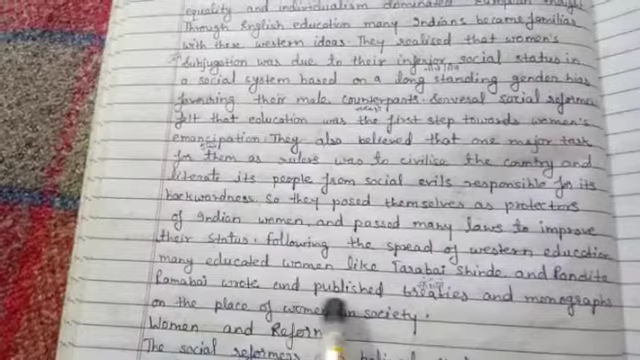 equality and individualism dominated European
Through English education many Indians became familiar
with these western ideas. They realised that women's
Subjugation was due to their inferior social status in
a social system based on a long standing gender bias
favouring their male counterparts. Several social reforme
felt that education was the first step towards women's
emancipation. They also believed that one major task
for them as rulers was to civilise the country and
liberate its people from social evils responsible for its
backwardness. So they posed themselves as protectors
of Indian women and passed many laws to improve
their status. Following the spread of western education
many educated women like Tarabai Shinde and Pandita
Ramabai wrote and published treaties and monographs
on the place of women in society.
Women and Reform
The social reformers